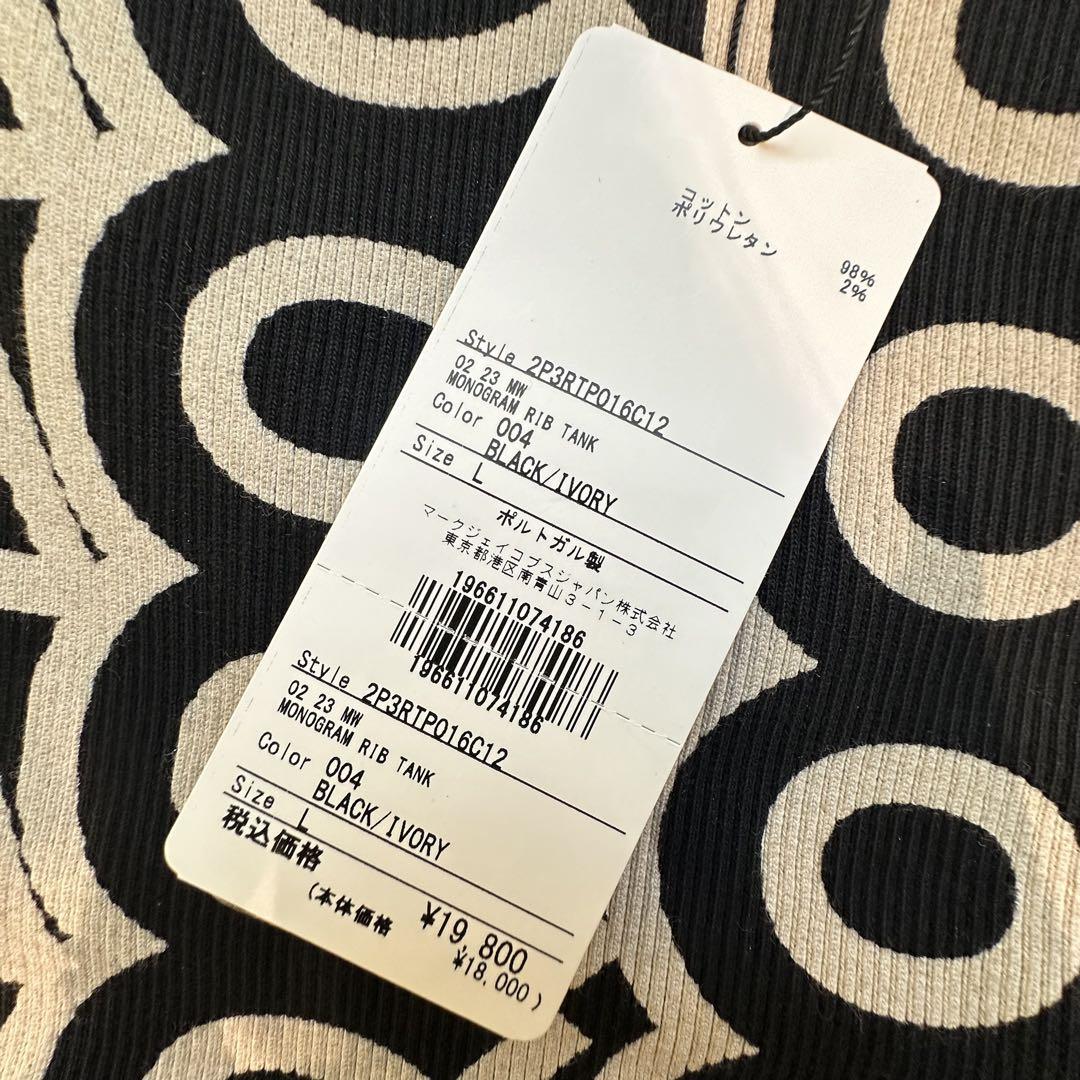 コットン 98%
ポリウレタン 2%
Style 2P3RTP016C12
02 23 MW
MONOGRAM RIB TANK
Color 004
BLACK/IVORY
Size L
ポルトガル製
マークジェイコブスジャパン株式会社
東京都港区南青山3-1-3
196611074186
196611074186
Style 2P3RTP016C12
02 23 MW
MONOGRAM RIB TANK
Color 004
BLACK/IVORY
Size L
税込価格 ¥19,800
(本体価格 ¥18,000)